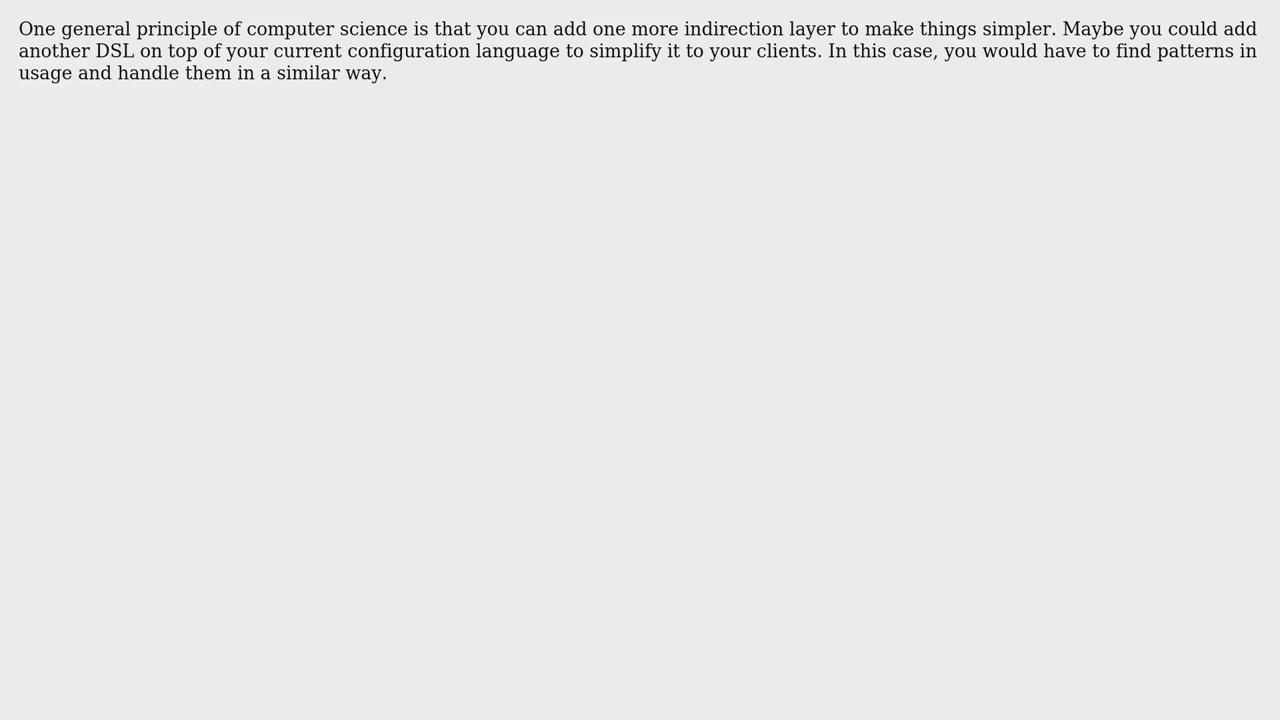 One general principle of computer science is that you can add one more indirection layer to make things simpler. Maybe you could add
another DSL on top of your current configuration language to simplify it to your clients. In this case, you would have to find patterns in
usage and handle them in a similar way.